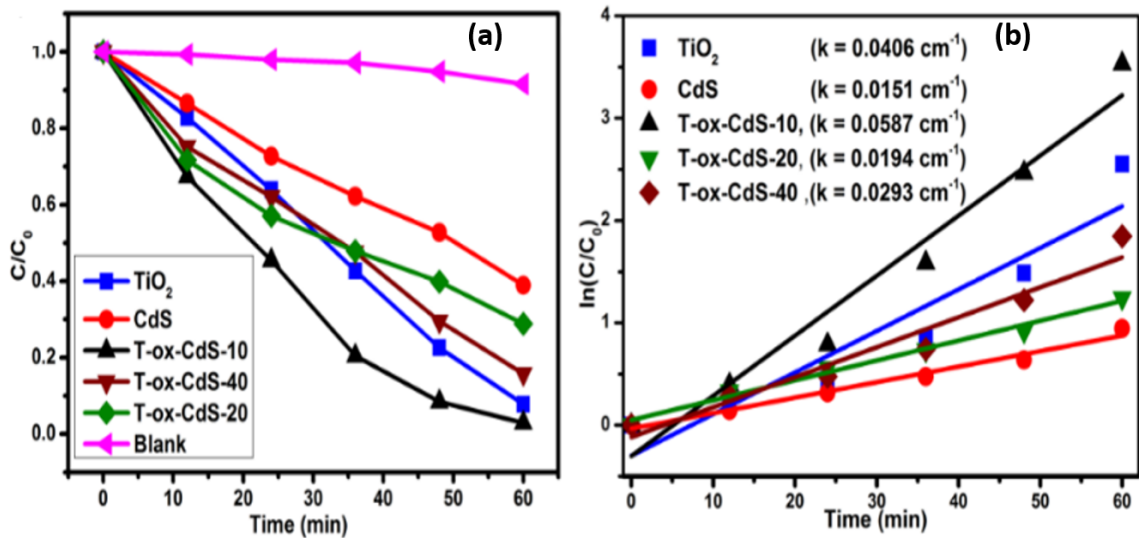 (a)
1.0
0.8
0.6
0.4
0.2
0.0
C/C₀
TiO₂
CdS
T-ox-CdS-10
T-ox-CdS-40
T-ox-CdS-20
Blank
0 10 20 30 40 50 60
Time (min)
(b)
4
3
2
1
0
ln(C/C₀)
TiO₂ (k = 0.0406 cm⁻¹)
CdS (k = 0.0151 cm⁻¹)
T-ox-CdS-10, (k = 0.0587 cm⁻¹)
T-ox-CdS-20, (k = 0.0194 cm⁻¹)
T-ox-CdS-40 ,(k = 0.0293 cm⁻¹)
0 10 20 30 40 50 60
Time (min)